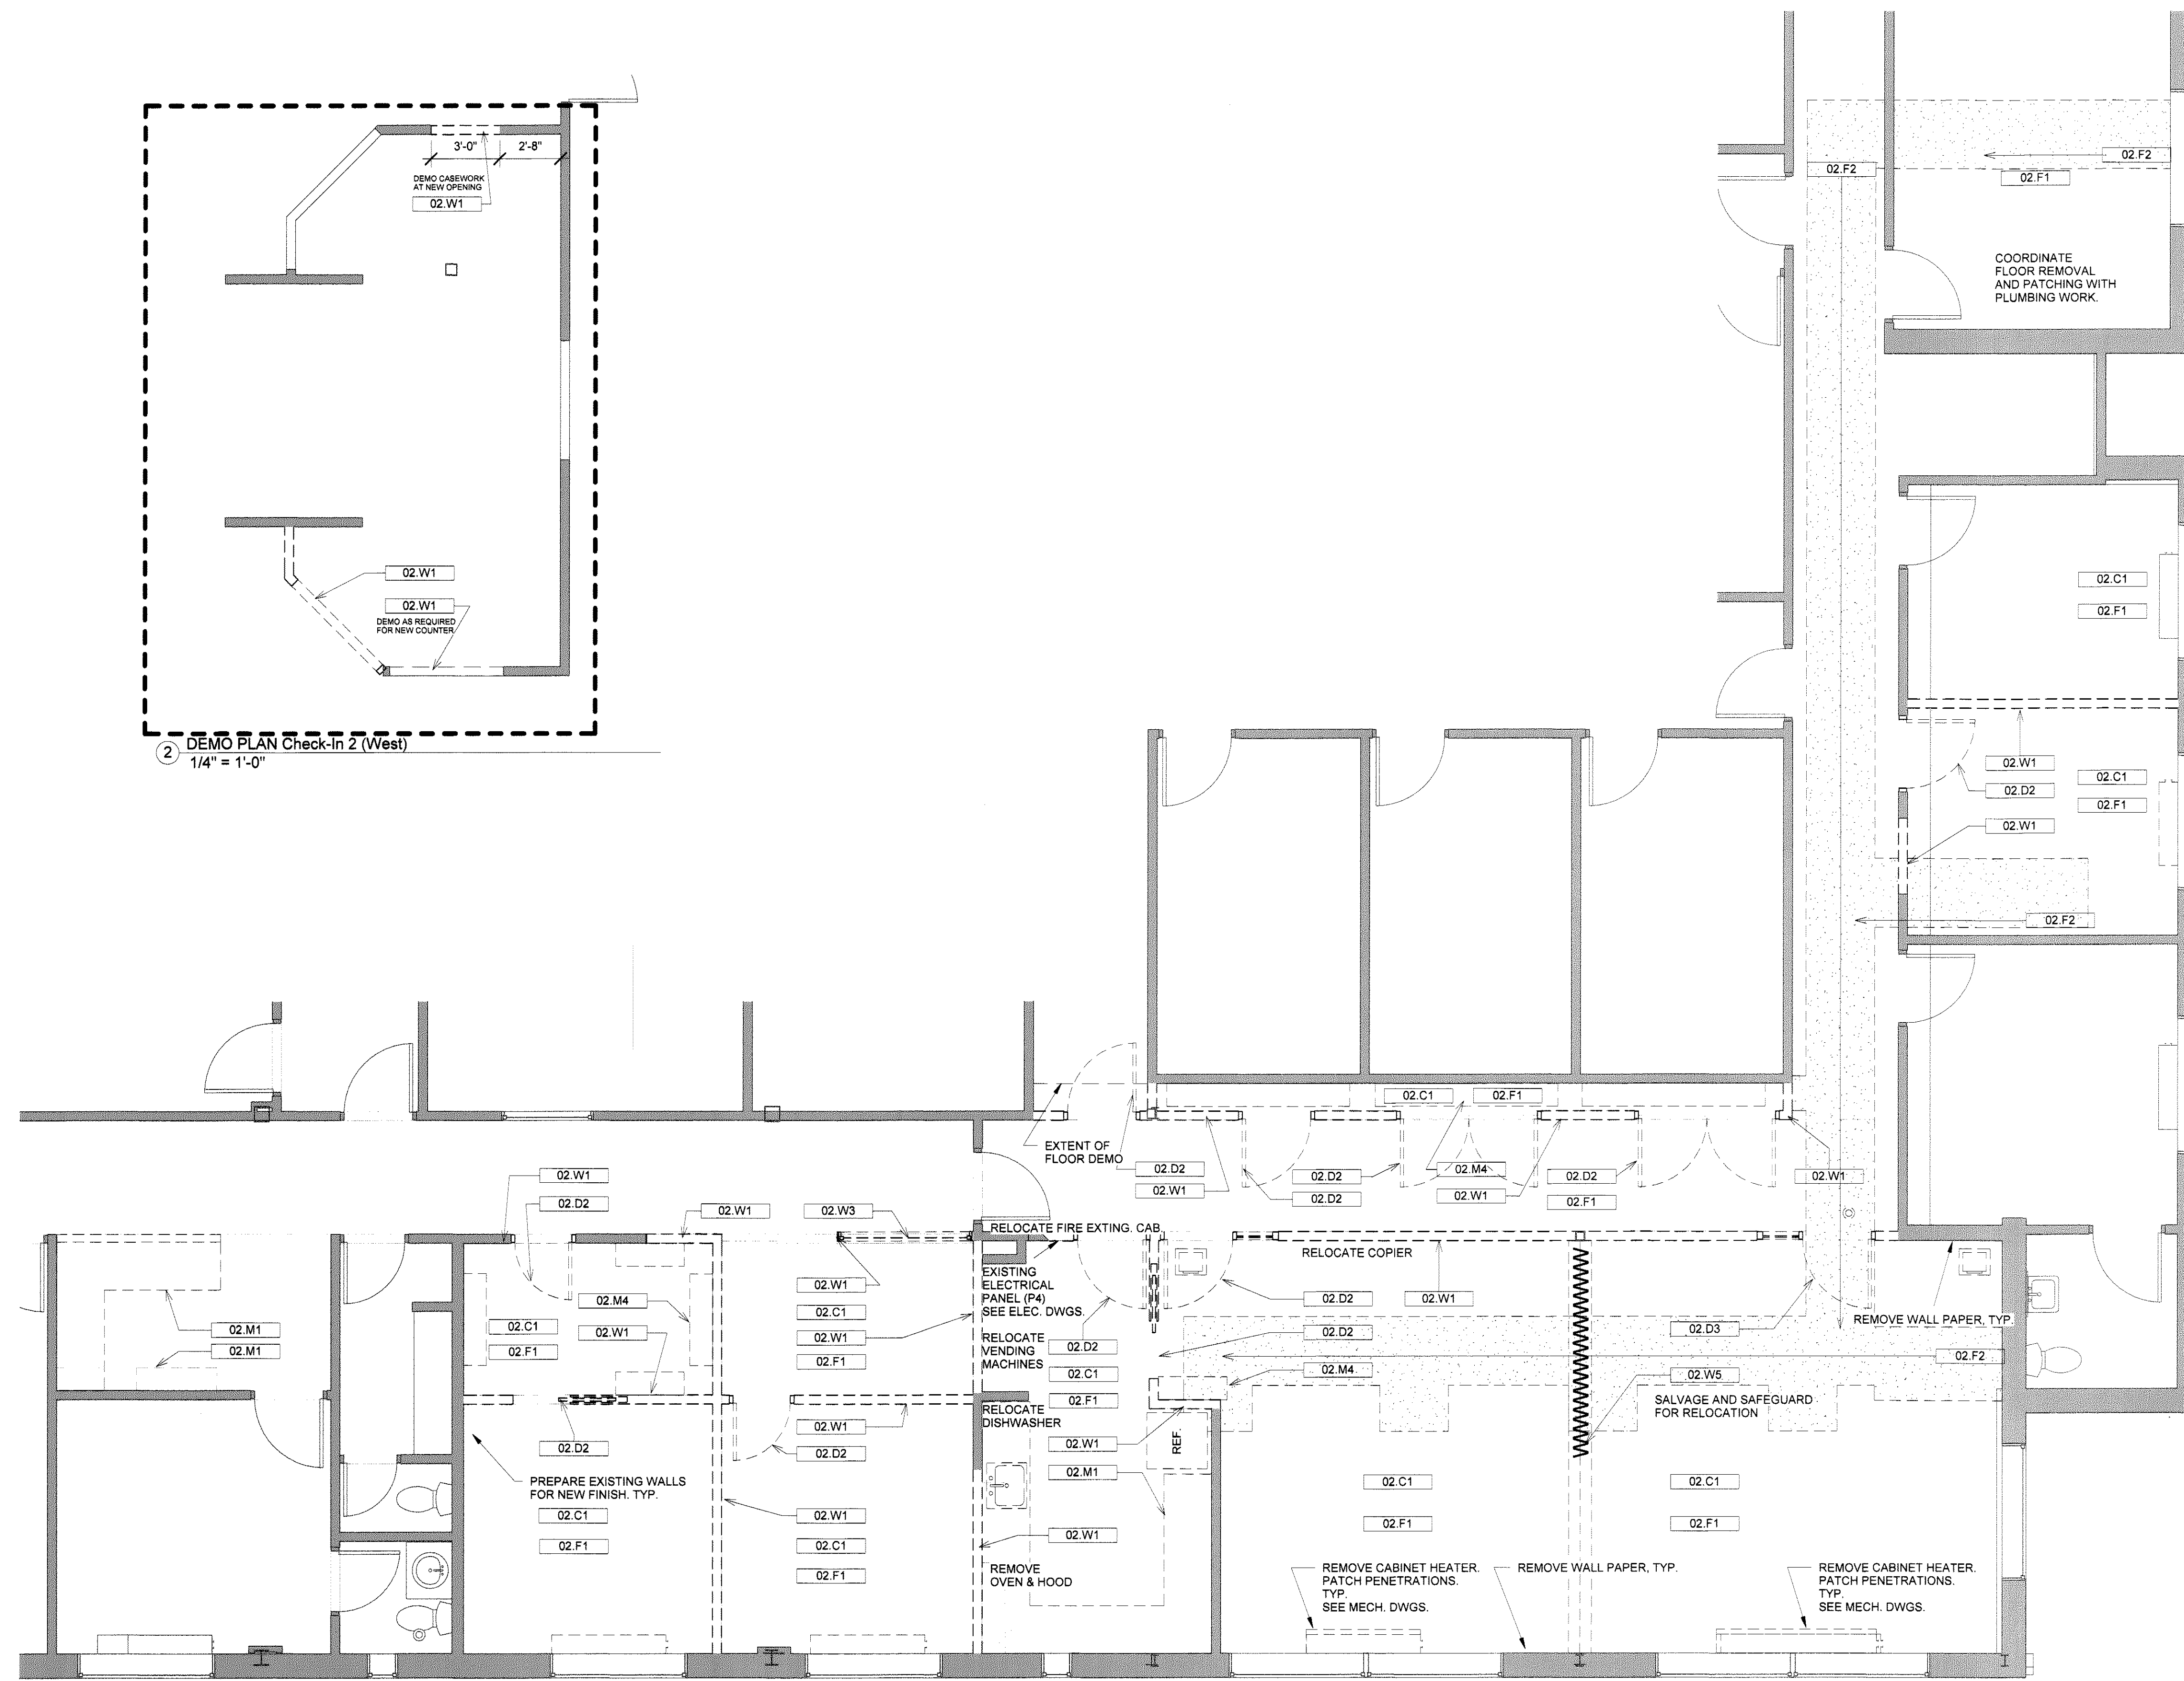 3'-0"
2'-8"
DEMO CASEWORK
AT NEW OPENING
02.W1
02.W1
02.W1
DEMO AS REQUIRED
FOR NEW COUNTER
2
DEMO PLAN Check-In 2 (West)
1/4" = 1'-0"
02.F2
02.F2
02.F1
COORDINATE
FLOOR REMOVAL
AND PATCHING WITH
PLUMBING WORK.
02.C1
02.F1
02.W1
02.D2
02.C1
02.F1
02.W1
02.F2
02.C1
02.F1
EXTENT OF
FLOOR DEMO
02.D2
02.W1
02.D2
02.D2
02.M4
02.W1
02.D2
02.F1
02.W1
02.W1
02.D2
02.W1
02.W3
RELOCATE FIRE EXTING. CAB.
RELOCATE COPIER
EXISTING
ELECTRICAL
PANEL (P4)
SEE ELEC. DWGS.
02.W1
02.C1
02.W1
02.F1
02.M4
02.W1
02.C1
02.F1
02.M1
02.M1
RELOCATE
VENDING
MACHINES
02.D2
02.C1
02.F1
RELOCATE
DISHWASHER
02.D2
02.W1
02.D2
02.M4
02.D3
REMOVE WALL PAPER, TYP.
02.F2
02.W5
SALVAGE AND SAFEGUARD
FOR RELOCATION
02.D2
02.W1
02.D2
02.W1
02.M1
REF.
PREPARE EXISTING WALLS
FOR NEW FINISH. TYP.
02.C1
02.F1
02.W1
02.C1
02.F1
02.W1
REMOVE
OVEN & HOOD
02.C1
02.F1
02.C1
02.F1
REMOVE CABINET HEATER.
PATCH PENETRATIONS.
TYP.
SEE MECH. DWGS.
REMOVE WALL PAPER, TYP.
REMOVE CABINET HEATER.
PATCH PENETRATIONS.
TYP.
SEE MECH. DWGS.